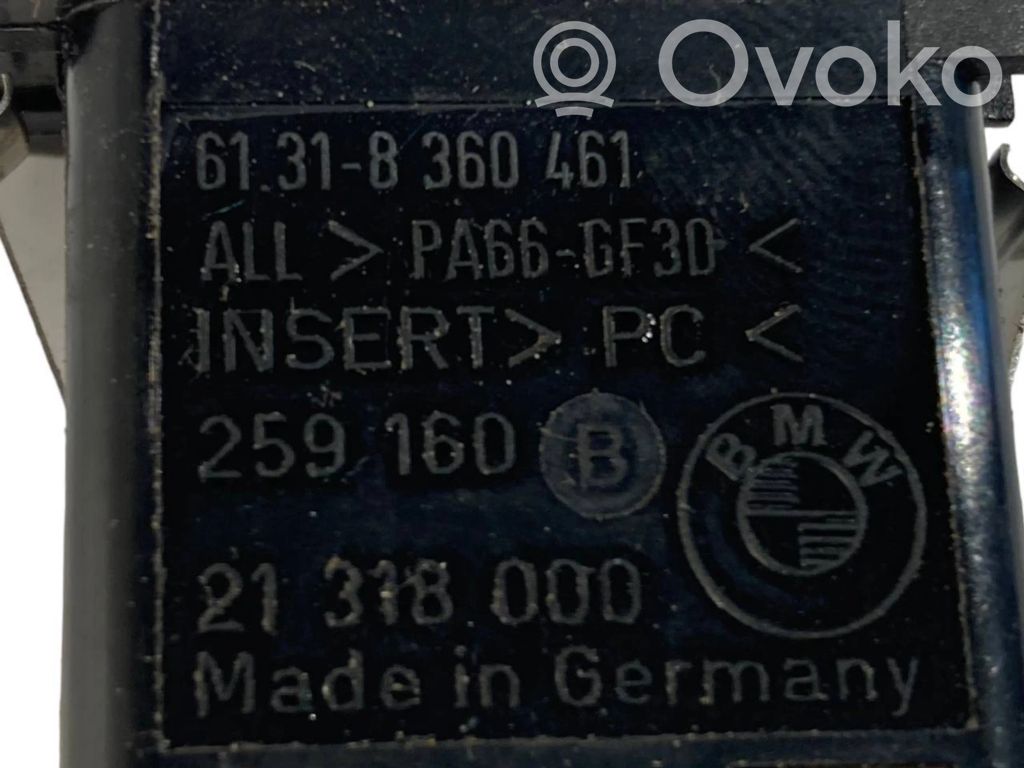 Ovoko
61.31-8 360 461
ALL > PA66-GF30 <
INSERT> PC <
259 160 B
BMW
21 318 000
Made in Germany